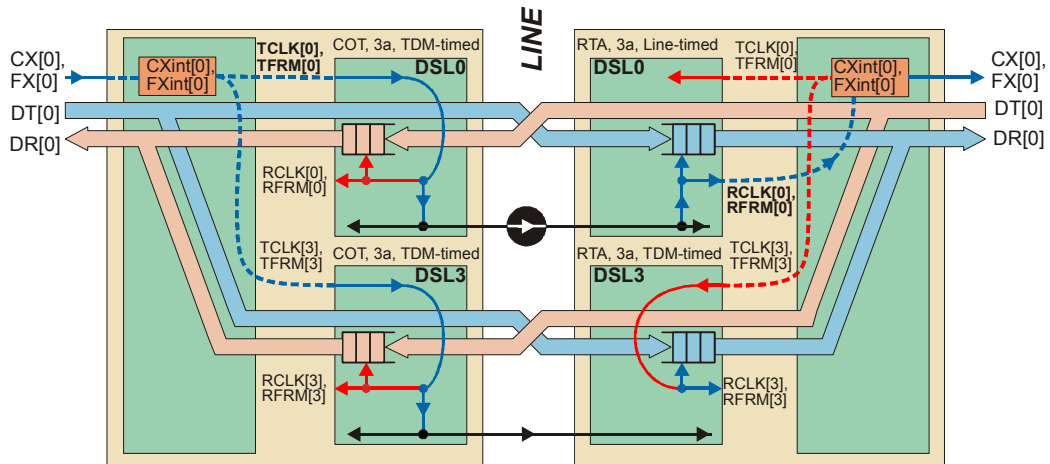 CX[0],
FX[0]
DT[0]
DR[0]
CXint[0],
FXint[0]
TCLK[0],
TFRM[0]
COT, 3a, TDM-timed
DSL0
RCLK[0],
RFRM[0]
TCLK[3],
TFRM[3]
COT, 3a, TDM-timed
DSL3
RCLK[3],
RFRM[3]
LINE
RTA, 3a, Line-timed
DSL0
TCLK[0],
TFRM[0]
CXint[0],
FXint[0]
CX[0],
FX[0]
DT[0]
DR[0]
RCLK[0],
RFRM[0]
RTA, 3a, TDM-timed
DSL3
TCLK[3],
TFRM[3]
RCLK[3],
RFRM[3]